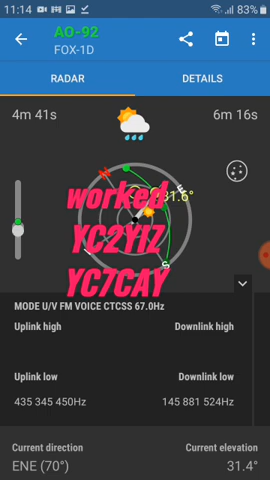 11:14
83%
AO-92
FOX-1D
RADAR
DETAILS
4m 41s
6m 16s
N
E
31.6°
S
worked
YC2YIZ
YC7CAY
MODE U/V FM VOICE CTCSS 67.0Hz
Uplink high
Downlink high
Uplink low
Downlink low
435 345 450Hz
145 881 524Hz
Current direction
Current elevation
ENE (70°)
31.4°